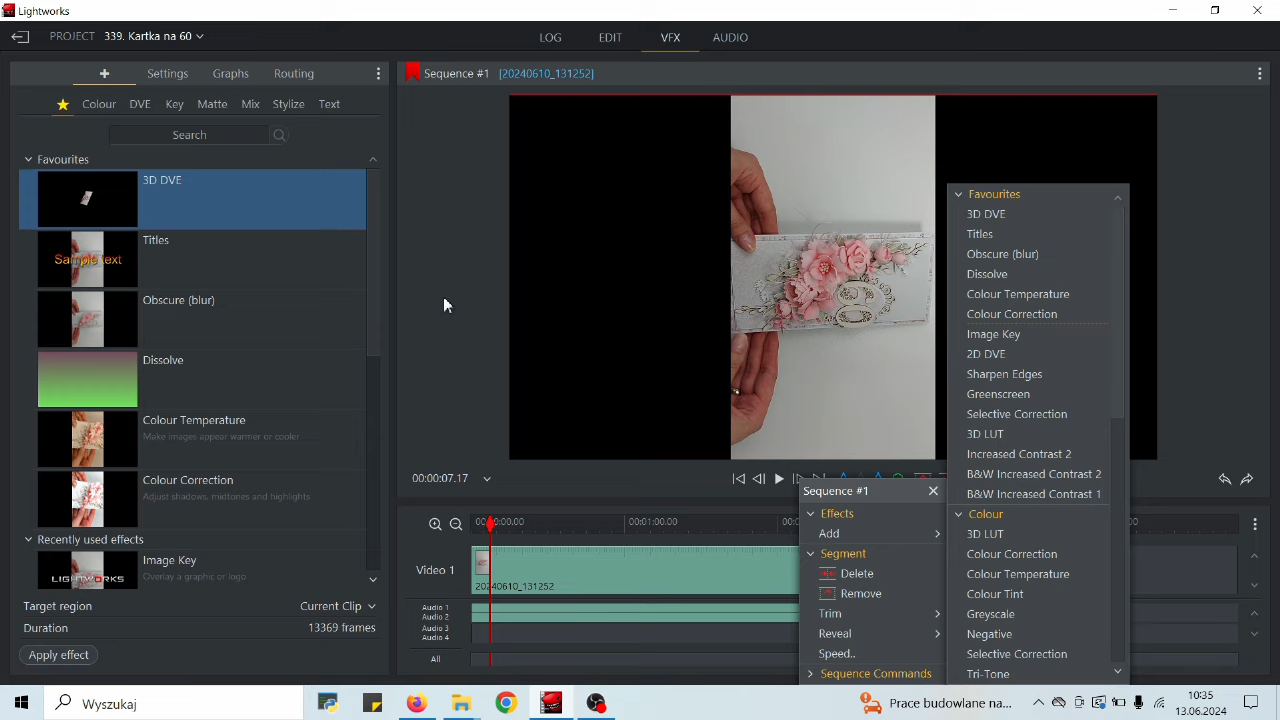 Lightworks
PROJECT 339. Kartka na 60
LOG EDIT VFX AUDIO
+ Settings Graphs Routing
Sequence #1 [20240610_131252]
Colour DVE Key Matte Mix Stylize Text
Search
Favourites
3D DVE
Titles
Sample text
Obscure (blur)
Dissolve
Colour Temperature
Make images appear warmer or cooler
Colour Correction
Adjust shadows, midtones and highlights
Recently used effects
Image Key
Overlay a graphic or logo
LIGHTWORKS
Target region Current Clip
Duration 13369 frames
Apply effect
60
00:00:07.17
00:01:00.00
Video 1
20240610_131252
Audio 1
Audio 2
Audio 3
Audio 4
All
Sequence #1
Effects
Add
Segment
Delete
Remove
Trim
Reveal
Speed..
Sequence Commands
Favourites
3D DVE
Titles
Obscure (blur)
Dissolve
Colour Temperature
Colour Correction
Image Key
2D DVE
Sharpen Edges
Greenscreen
Selective Correction
3D LUT
Increased Contrast 2
B&W Increased Contrast 2
B&W Increased Contrast 1
Colour
3D LUT
Colour Correction
Colour Temperature
Colour Tint
Greyscale
Negative
Selective Correction
Tri-Tone
Wyszukaj
Prace budowlane na...
10:35
13.06.2024